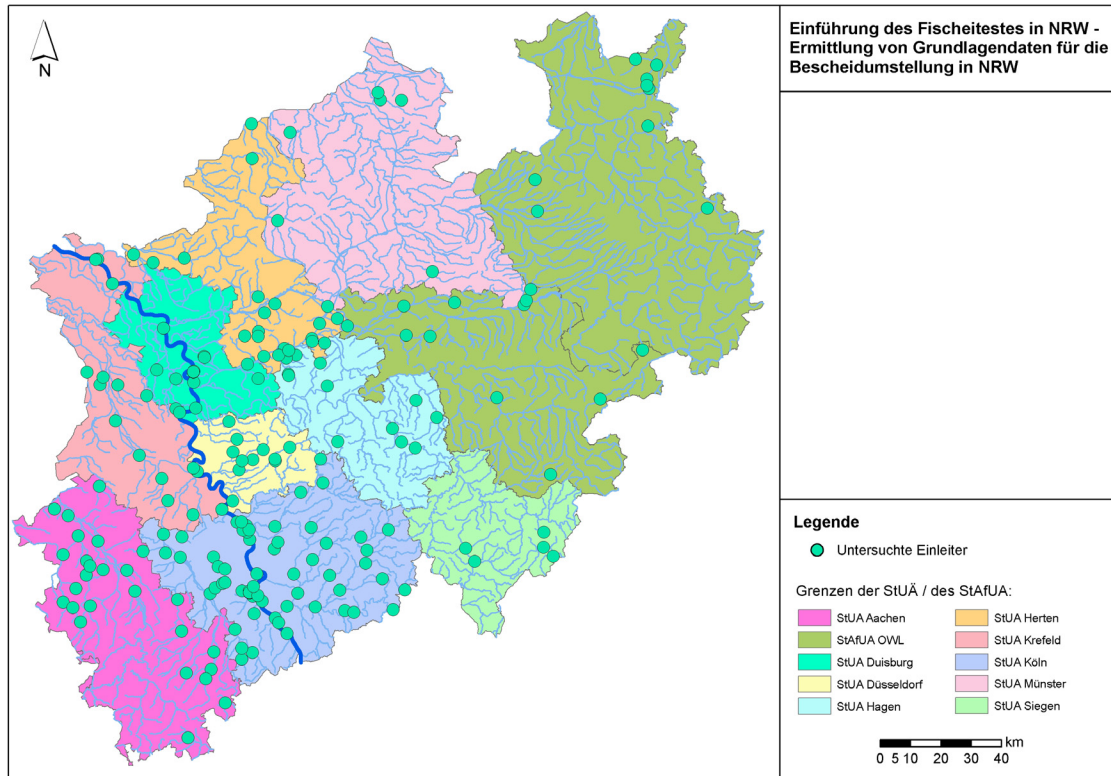 N
Einführung des Fischeitestes in NRW -
Ermittlung von Grundlagendaten für die
Bescheidumstellung in NRW
Legende
Untersuchte Einleiter
Grenzen der StUÄ / des StAfUA:
StUA Aachen
StAfUA OWL
StUA Duisburg
StUA Düsseldorf
StUA Hagen
StUA Herten
StUA Krefeld
StUA Köln
StUA Münster
StUA Siegen
km
0 5 10 20 30 40